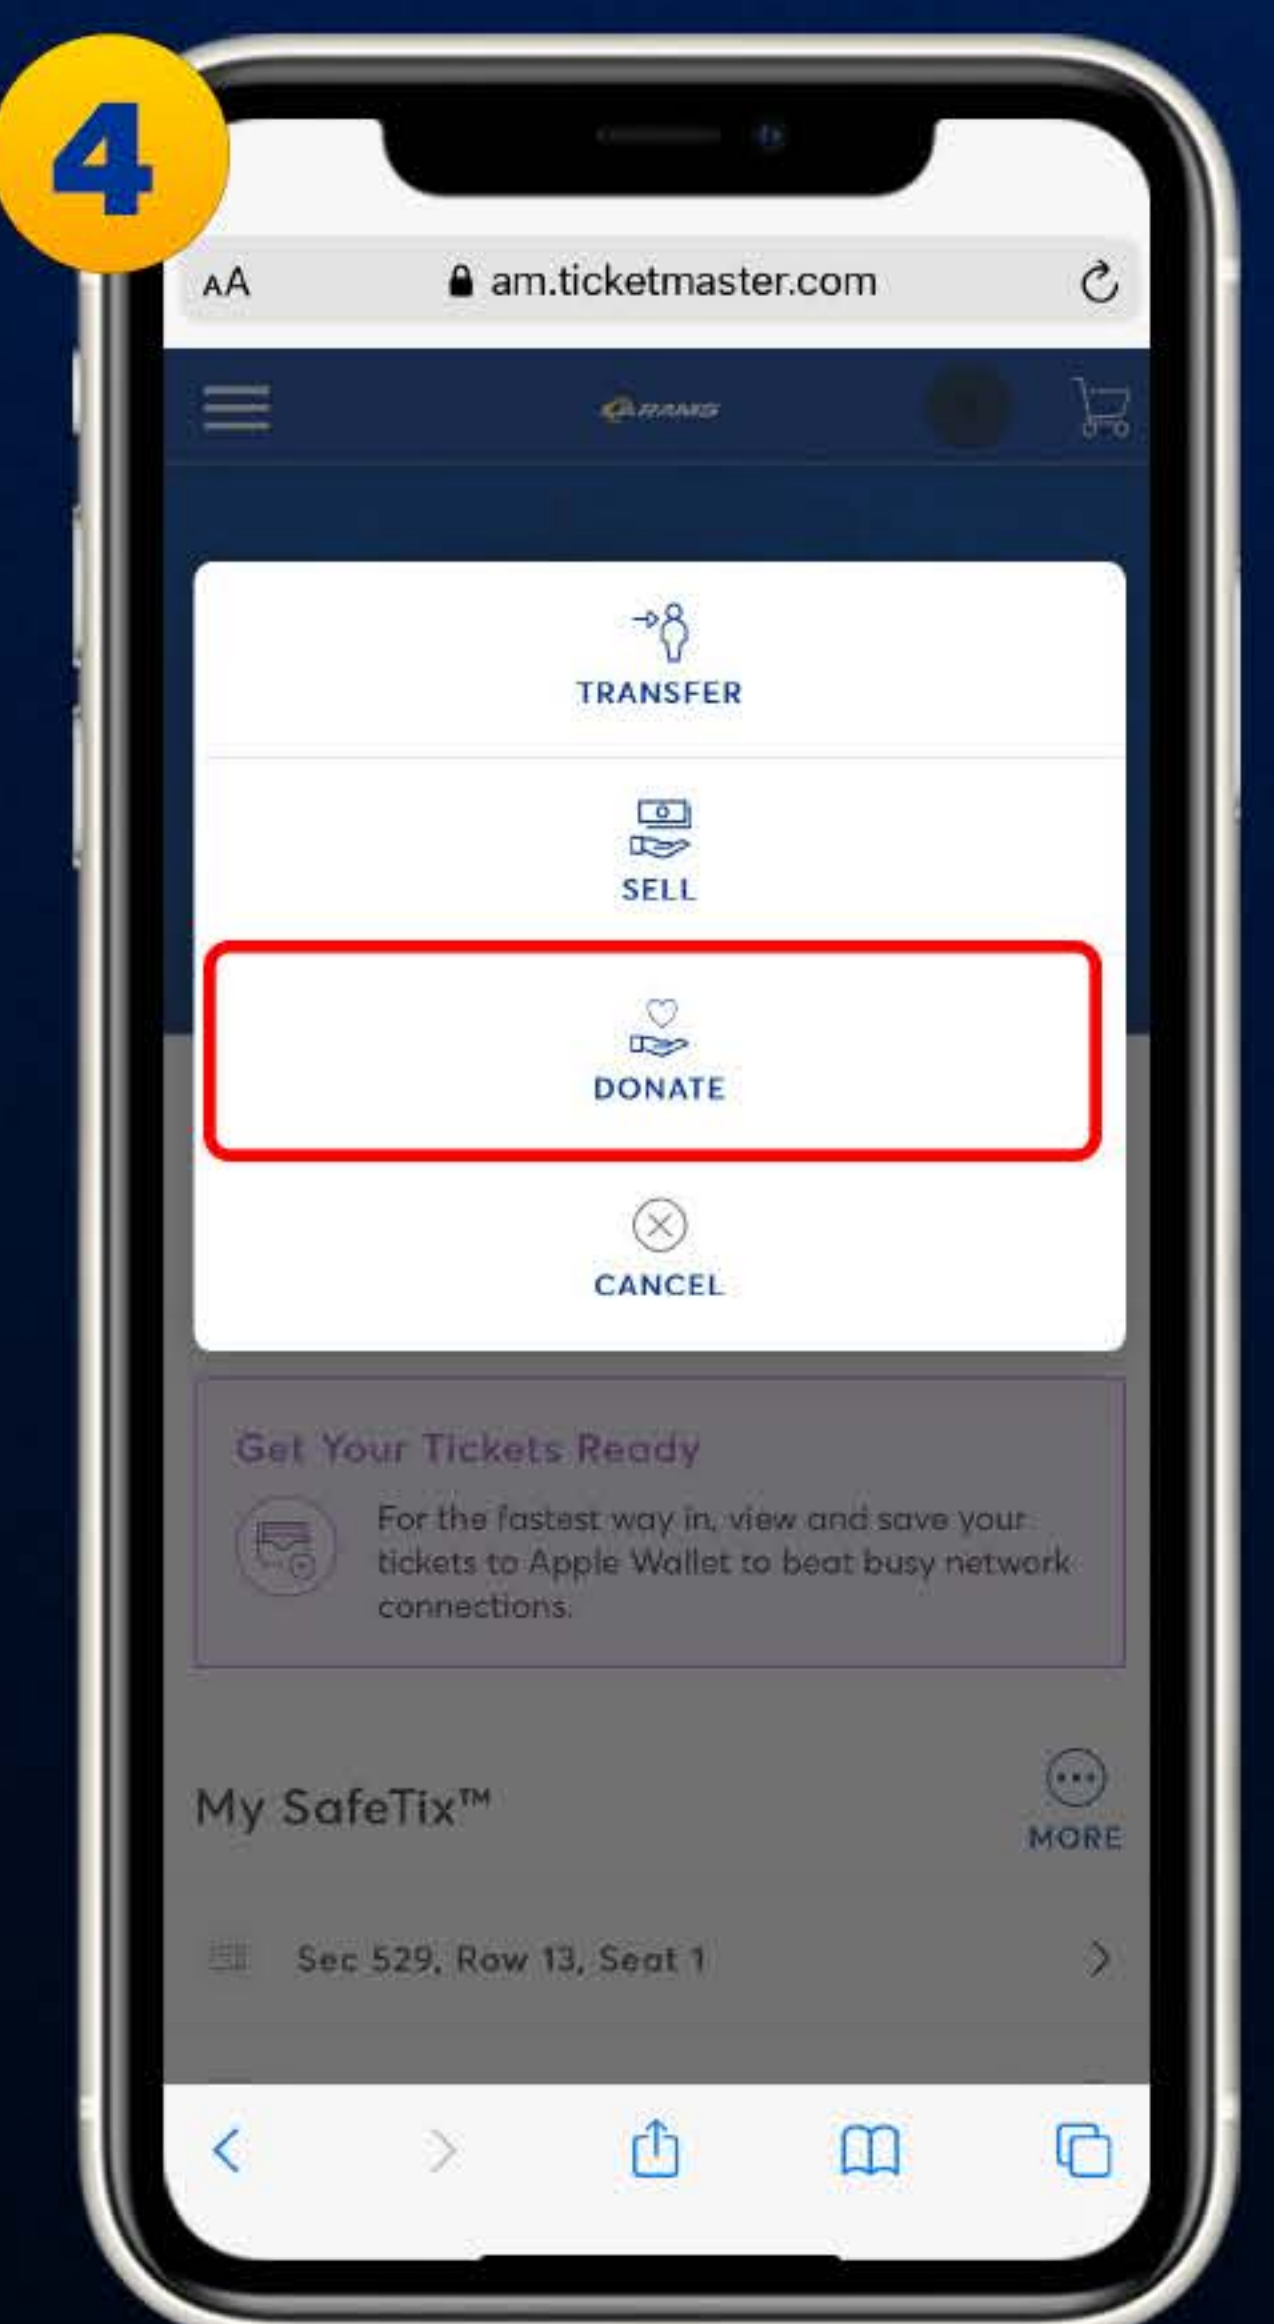 4
AA am.ticketmaster.com
RAMS
TRANSFER
SELL
DONATE
CANCEL
Get Your Tickets Ready
For the fastest way in, view and save your
tickets to Apple Wallet to beat busy network
connections.
My SafeTix™
MORE
Sec 529, Row 13, Seat 1